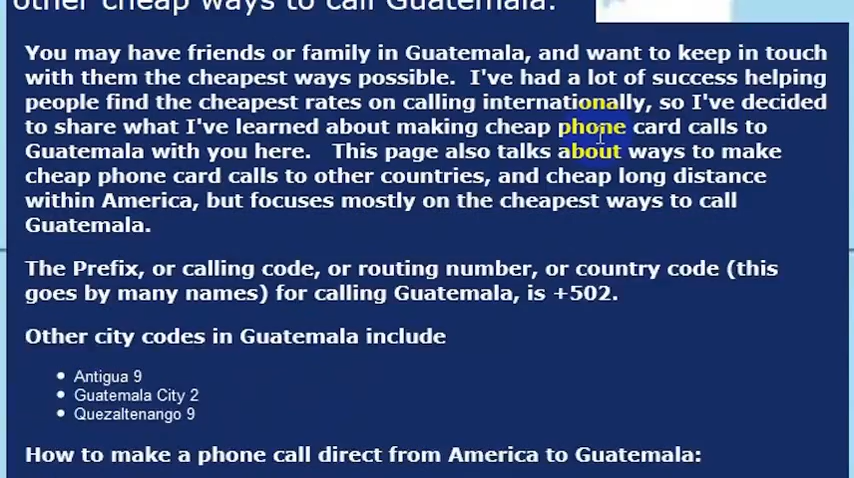 other cheap ways to call Guatemala.
You may have friends or family in Guatemala, and want to keep in touch
with them the cheapest ways possible.  I've had a lot of success helping
people find the cheapest rates on calling internationally, so I've decided
to share what I've learned about making cheap phone card calls to
Guatemala with you here.   This page also talks about ways to make
cheap phone card calls to other countries, and cheap long distance
within America, but focuses mostly on the cheapest ways to call
Guatemala.
The Prefix, or calling code, or routing number, or country code (this
goes by many names) for calling Guatemala, is +502.
Other city codes in Guatemala include
• Antigua 9
• Guatemala City 2
• Quezaltenango 9
How to make a phone call direct from America to Guatemala: